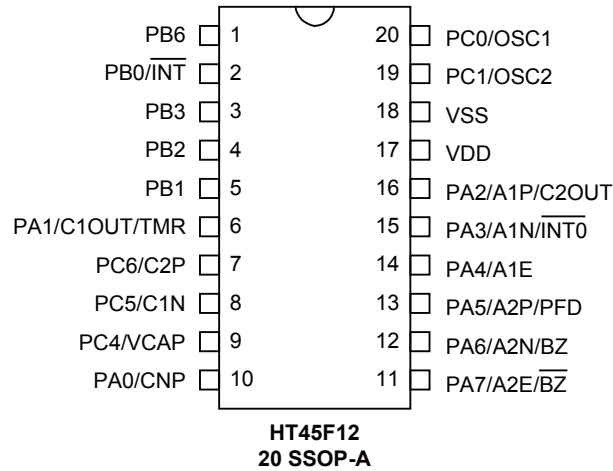 PB6 1 20 PC0/OSC1
PB0/INT 2 19 PC1/OSC2
PB3 3 18 VSS
PB2 4 17 VDD
PB1 5 16 PA2/A1P/C2OUT
PA1/C1OUT/TMR 6 15 PA3/A1N/INT0
PC6/C2P 7 14 PA4/A1E
PC5/C1N 8 13 PA5/A2P/PFD
PC4/VCAP 9 12 PA6/A2N/BZ
PA0/CNP 10 11 PA7/A2E/BZ
HT45F12
20 SSOP-A